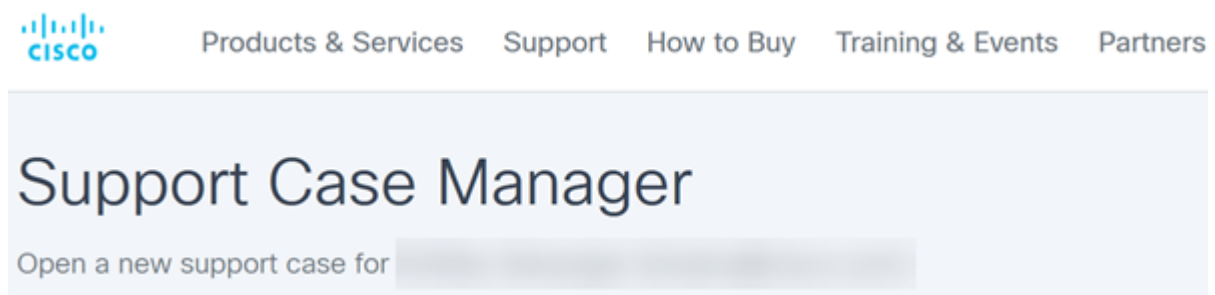 CISCO
Products & Services Support How to Buy Training & Events Partners
Support Case Manager
Open a new support case for